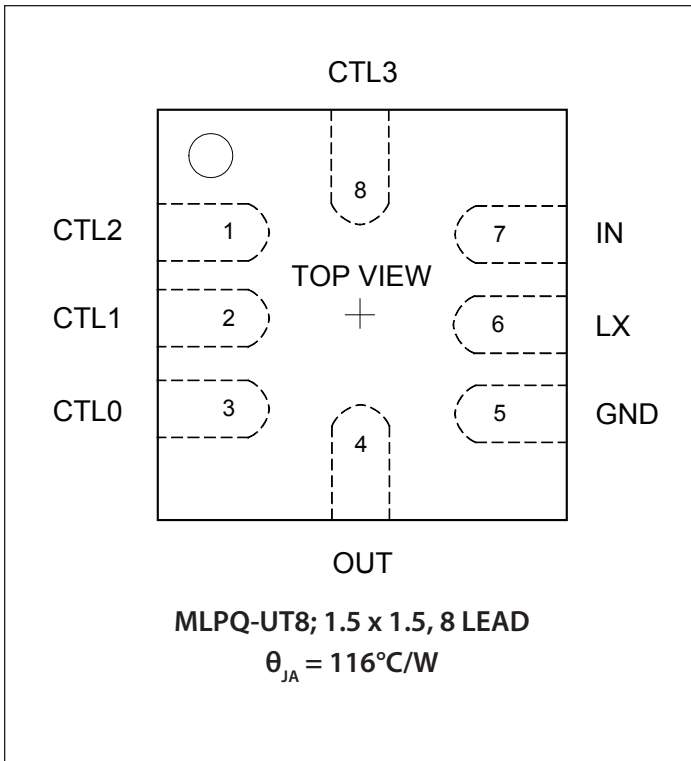 CTL3
8
CTL2 1 7 IN
TOP VIEW
CTL1 2 6 LX
CTL0 3 5 GND
4
OUT
MLPQ-UT8; 1.5 x 1.5, 8 LEAD
θJA = 116°C/W